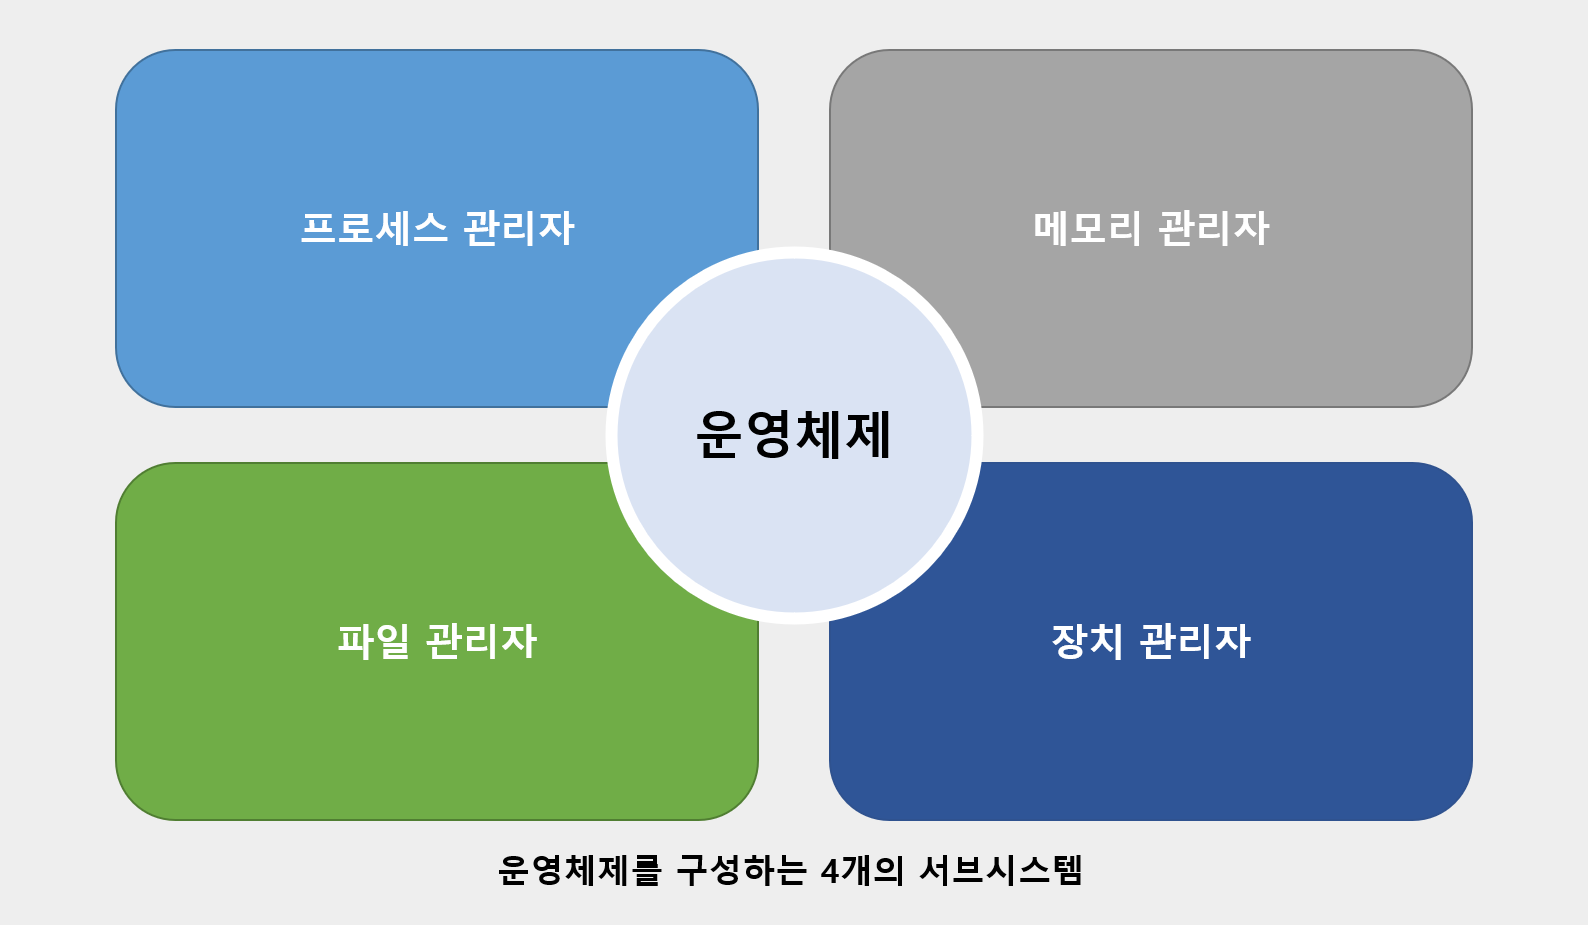 프로세스 관리자
메모리 관리자
운영체제
파일 관리자
장치 관리자
운영체제를 구성하는 4개의 서브시스템